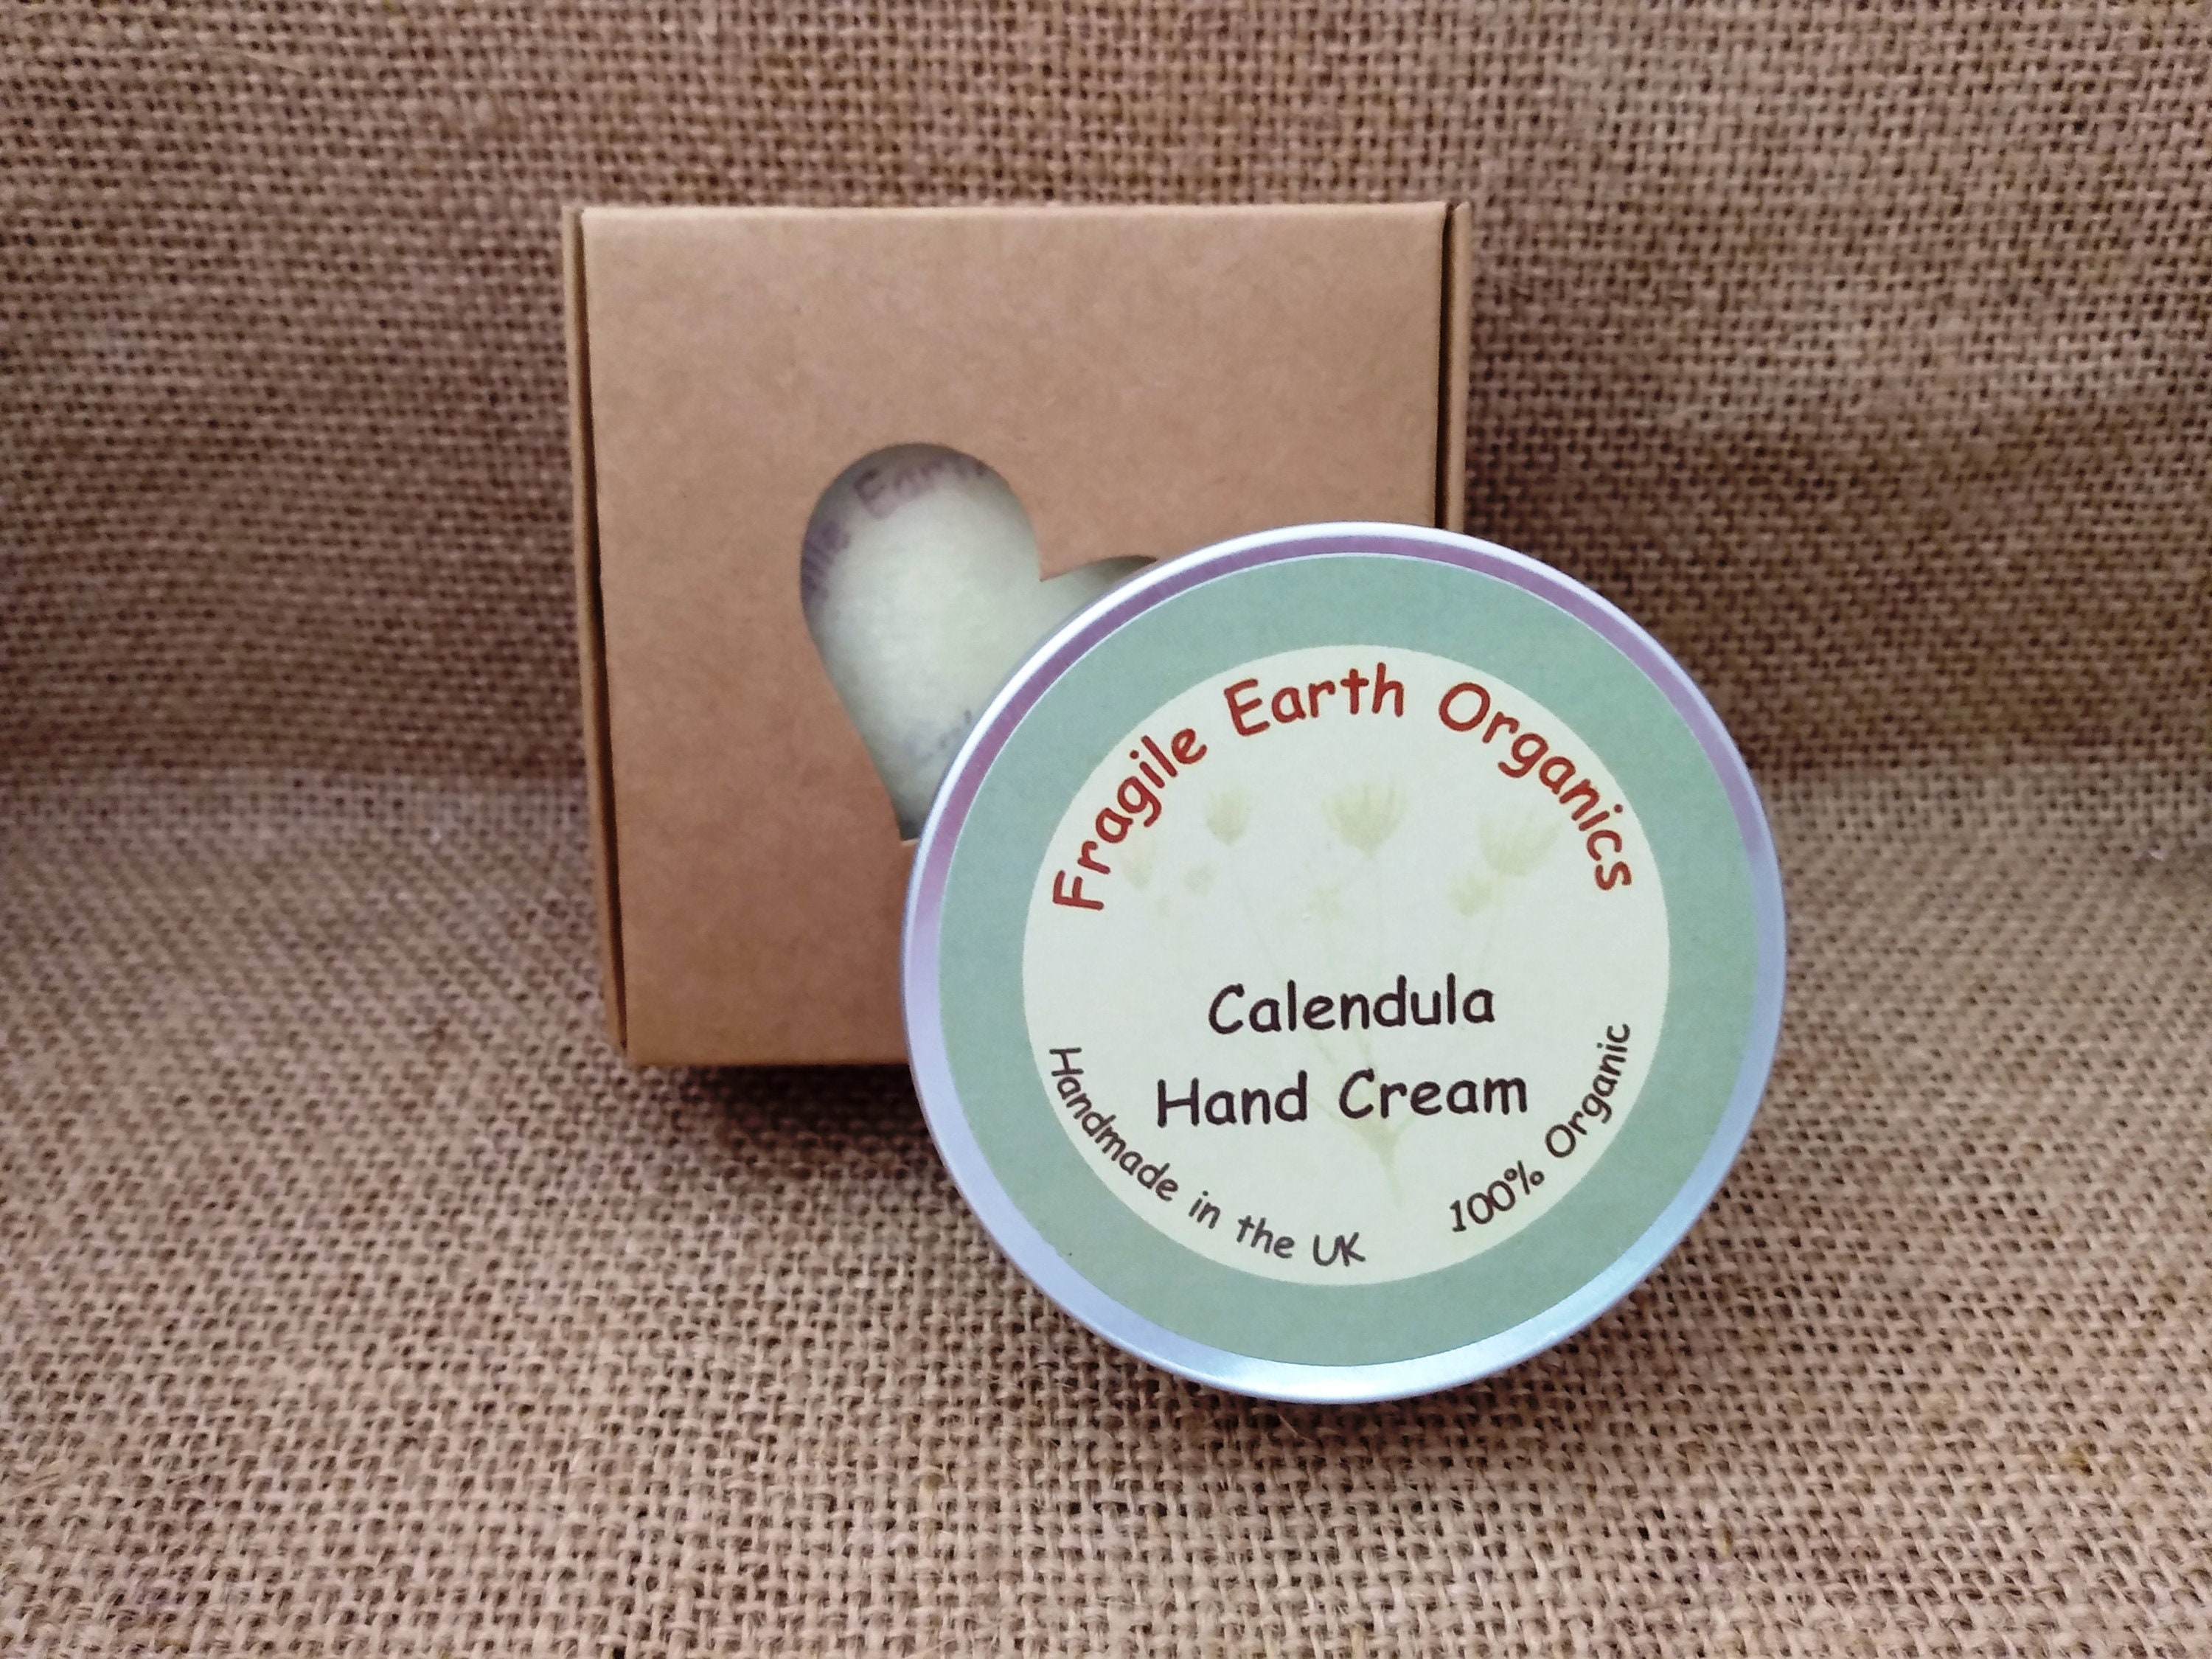 Fragile Earth Organics
Calendula
Hand Cream
Handmade in the UK
100% Organic